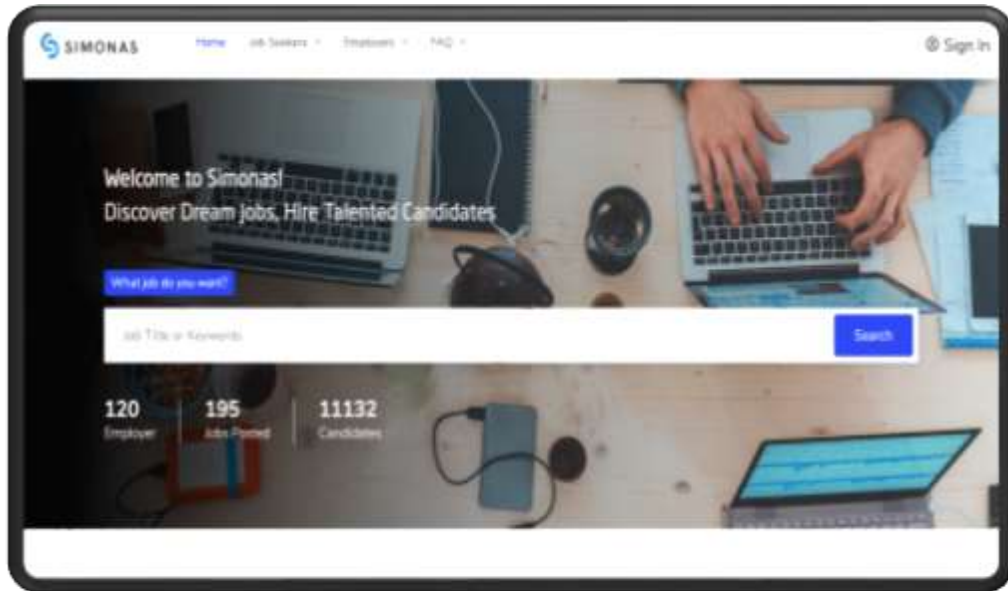 SIMONAS
Home Job Seekers Employers FAQ
Sign In
Welcome to Simonas!
Discover Dream Jobs, Hire Talented Candidates
What job do you want?
Job Title or Keywords
Search
120 195 11132
Employer Jobs Posted Candidates